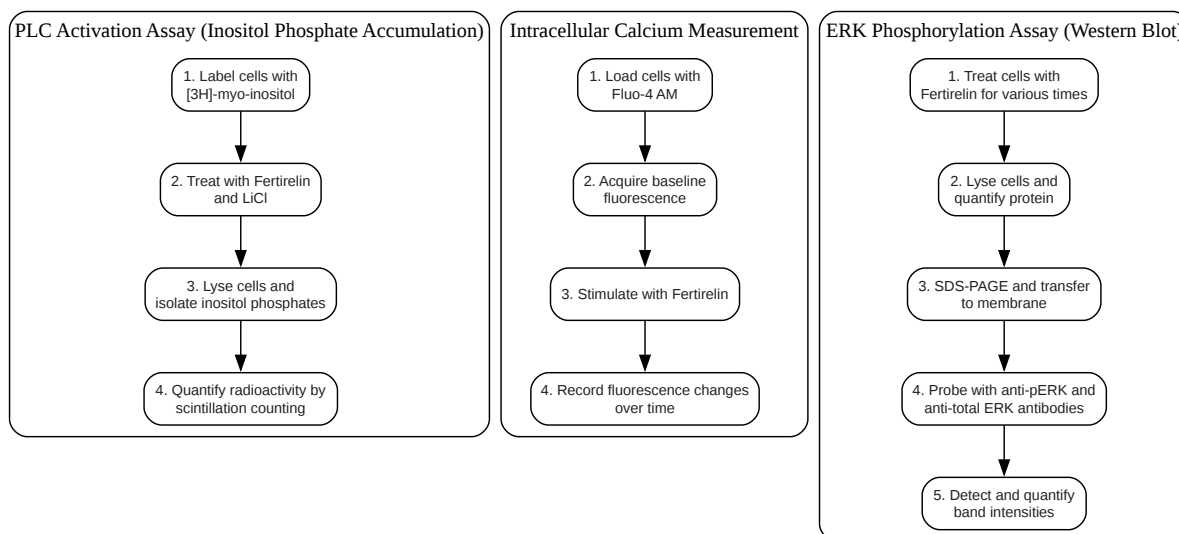 PLC Activation Assay (Inositol Phosphate Accumulation)
1. Label cells with
[3H]-myo-inositol
2. Treat with Fertirelin
and LiCl
3. Lyse cells and
isolate inositol phosphates
4. Quantify radioactivity by
scintillation counting
Intracellular Calcium Measurement
1. Load cells with
Fluo-4 AM
2. Acquire baseline
fluorescence
3. Stimulate with Fertirelin
4. Record fluorescence changes
over time
ERK Phosphorylation Assay (Western Blot)
1. Treat cells with
Fertirelin for various times
2. Lyse cells and
quantify protein
3. SDS-PAGE and transfer
to membrane
4. Probe with anti-pERK and
anti-total ERK antibodies
5. Detect and quantify
band intensities